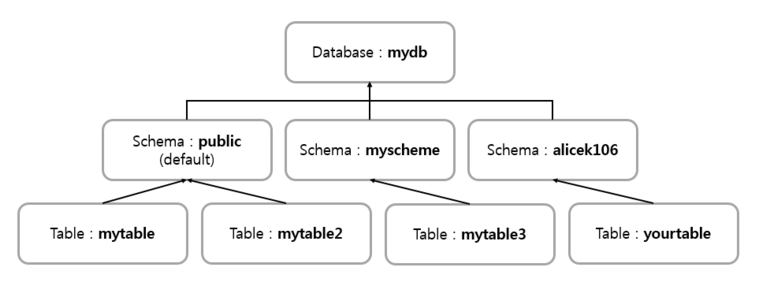 Database : mydb
Schema : public
(default)
Schema : myscheme
Schema : alicek106
Table : mytable
Table : mytable2
Table : mytable3
Table : yourtable